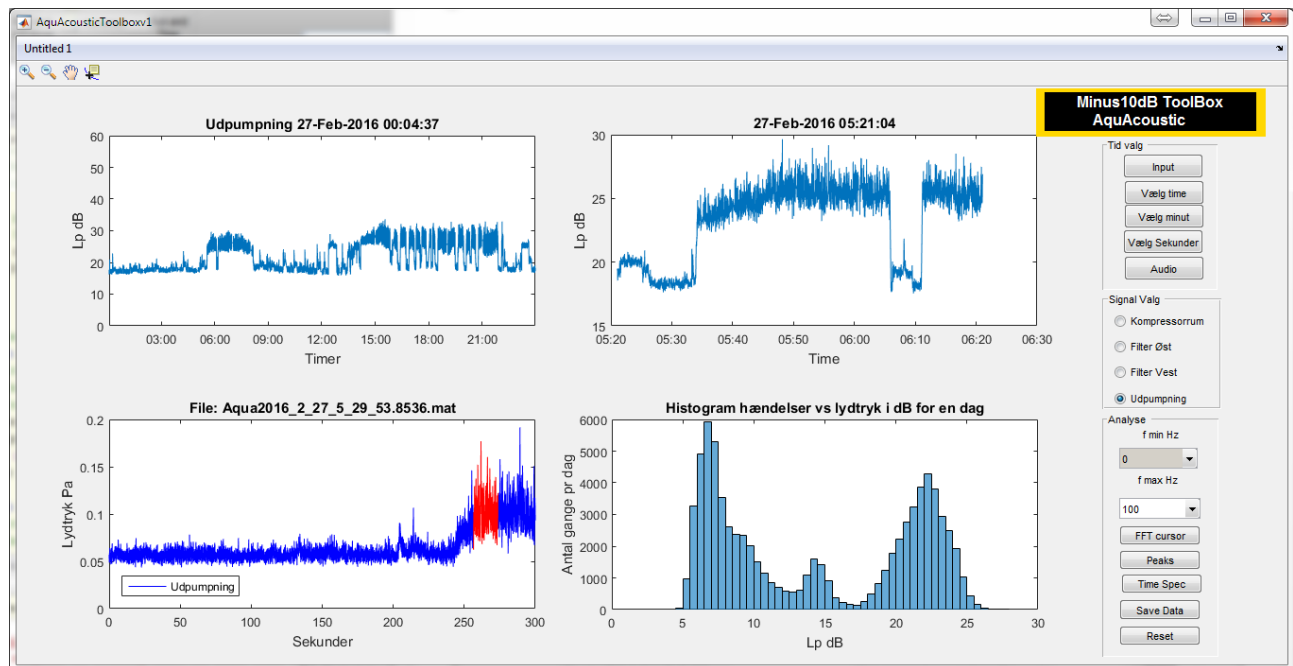 AquAcousticToolboxv1
Untitled 1
Minus10dB ToolBox
AquAcoustic
Udpumpning 27-Feb-2016 00:04:37
60
50
40
30
20
10
0
Lp dB
03:00 06:00 09:00 12:00 15:00 18:00 21:00
Timer
27-Feb-2016 05:21:04
30
25
20
15
Lp dB
05:20 05:30 05:40 05:50 06:00 06:10 06:20 06:30
Time
File: Aqua2016_2_27_5_29_53.8536.mat
0.2
0.15
0.1
0.05
0
Lydtryk Pa
Udpumpning
0 50 100 150 200 250 300
Sekunder
Histogram hændelser vs lydtryk i dB for en dag
6000
5000
4000
3000
2000
1000
0
Antal gange pr dag
0 5 10 15 20 25 30
Lp dB
Tid valg
Input
Vælg time
Vælg minut
Vælg Sekunder
Audio
Signal Valg
Kompressorrum
Filter Øst
Filter Vest
Udpumpning
Analyse
f min Hz
0
f max Hz
100
FFT cursor
Peaks
Time Spec
Save Data
Reset